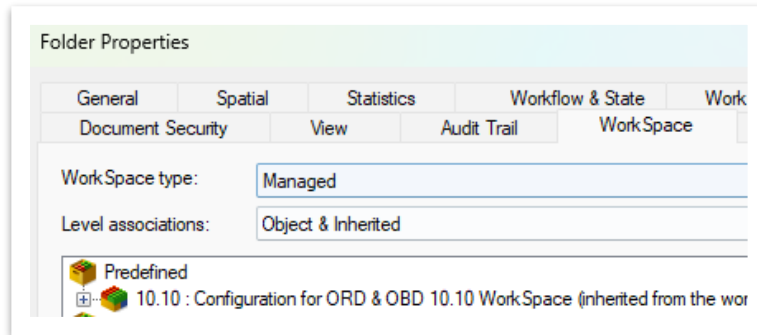 Folder Properties
General Spatial Statistics Workflow & State Work
Document Security View Audit Trail WorkSpace
WorkSpace type: Managed
Level associations: Object & Inherited
Predefined
10.10 : Configuration for ORD & OBD 10.10 WorkSpace (inherited from the wor